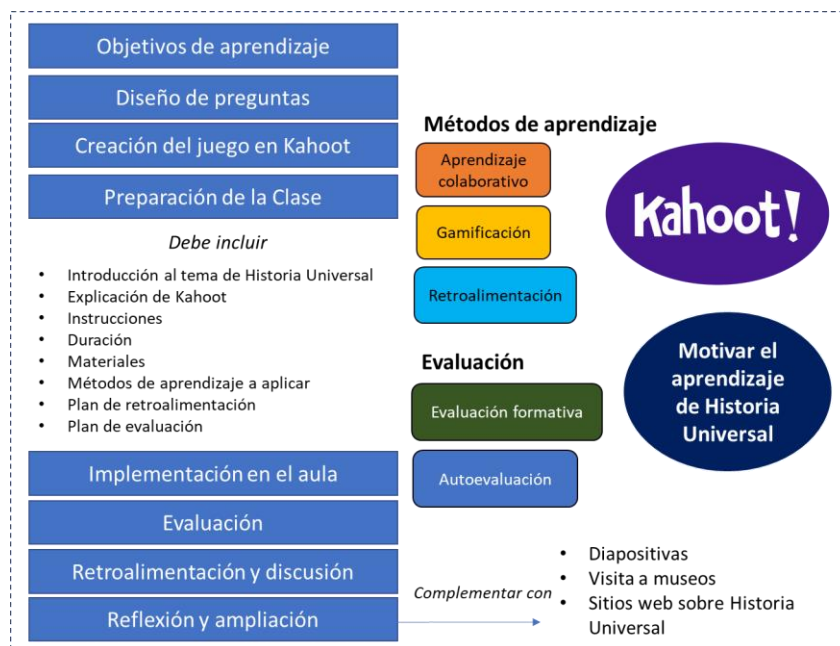 Objetivos de aprendizaje
Diseño de preguntas
Creación del juego en Kahoot
Preparación de la Clase
Debe incluir
• Introducción al tema de Historia Universal
• Explicación de Kahoot
• Instrucciones
• Duración
• Materiales
• Métodos de aprendizaje a aplicar
• Plan de retroalimentación
• Plan de evaluación
Implementación en el aula
Evaluación
Retroalimentación y discusión
Reflexión y ampliación
Métodos de aprendizaje
Aprendizaje
colaborativo
Gamificación
Retroalimentación
Evaluación
Evaluación formativa
Autoevaluación
Kahoot!
Motivar el
aprendizaje
de Historia
Universal
Complementar con
• Diapositivas
• Visita a museos
• Sitios web sobre Historia
Universal